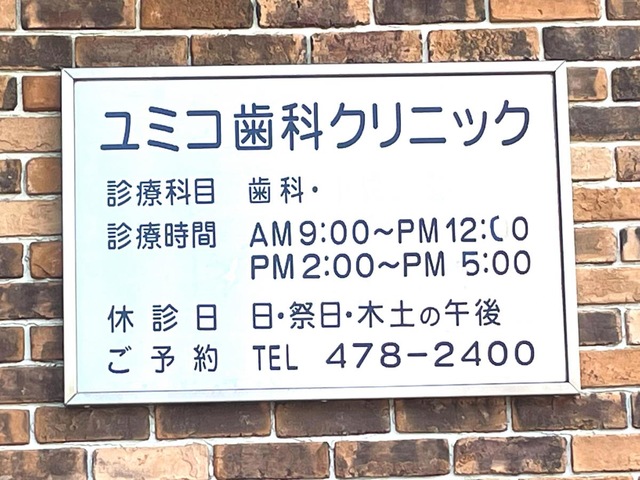 ユミコ歯科クリニック
診療科目 歯科・
診療時間 AM9:00〜PM12:00
PM2:00〜PM 5:00
休診日 日・祭日・木土の午後
ご予約 TEL 478-2400